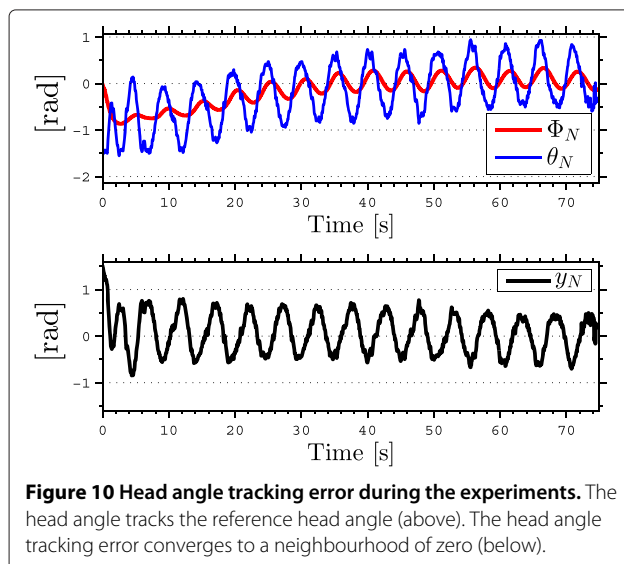 [rad]
0
-1
-2
Φ_N
θ_N
0 10 20 30 40 50 60 70
Time [s]
[rad]
1
0
-1
y_N
0 10 20 30 40 50 60 70
Time [s]
Figure 10 Head angle tracking error during the experiments. The
head angle tracks the reference head angle (above). The head angle
tracking error converges to a neighbourhood of zero (below).